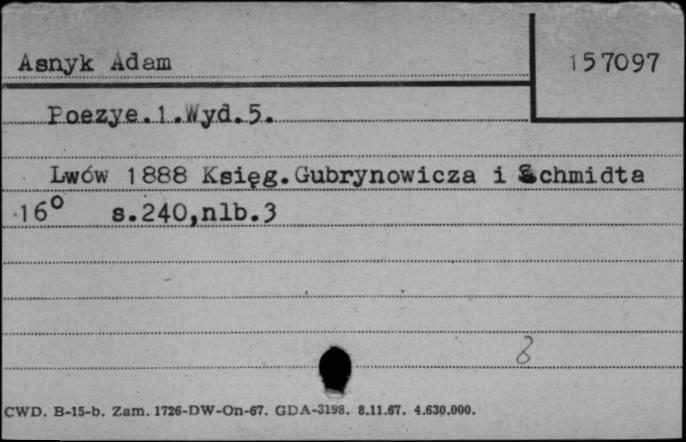 Asnyk Adam
157097
Poezye.1.Wyd.5.
Lwów 1888 Księg.Gubrynowicza i Schmidta
16° s.240,nlb.3
8
CWD. B-15-b. Zam. 1726-DW-On-67. GDA-3198. 8.11.67. 4.630.000.